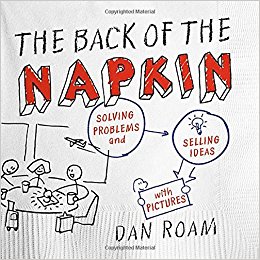 THE BACK OF THE
NAPKIN
SOLVING
PROBLEMS
and
SELLING
IDEAS
with
PICTURES
DAN ROAM